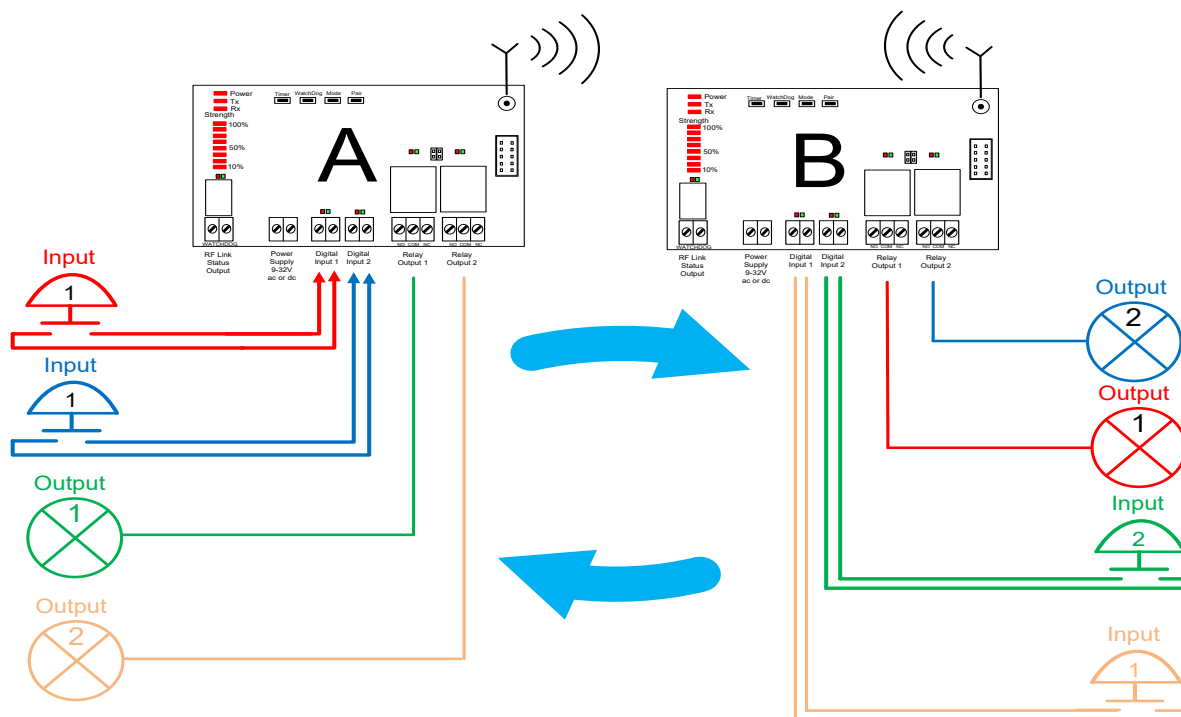 Power
Tx
Rx
Strength
100%
50%
10%
Timer WatchDog Mode Pair
A
WATCHDOG
NO COM NC NO COM NC
RF Link
Status
Output
Power
Supply
9-32V
ac or dc
Digital
Input 1
Digital
Input 2
Relay
Output 1
Relay
Output 2
Power
Tx
Rx
Strength
100%
50%
10%
Timer WatchDog Mode Pair
B
WATCHDOG
NO COM NC NO COM NC
RF Link
Status
Output
Power
Supply
9-32V
ac or dc
Digital
Input 1
Digital
Input 2
Relay
Output 1
Relay
Output 2
Input
1
Input
1
Output
1
Output
2
Output
2
Output
1
Input
2
Input
1